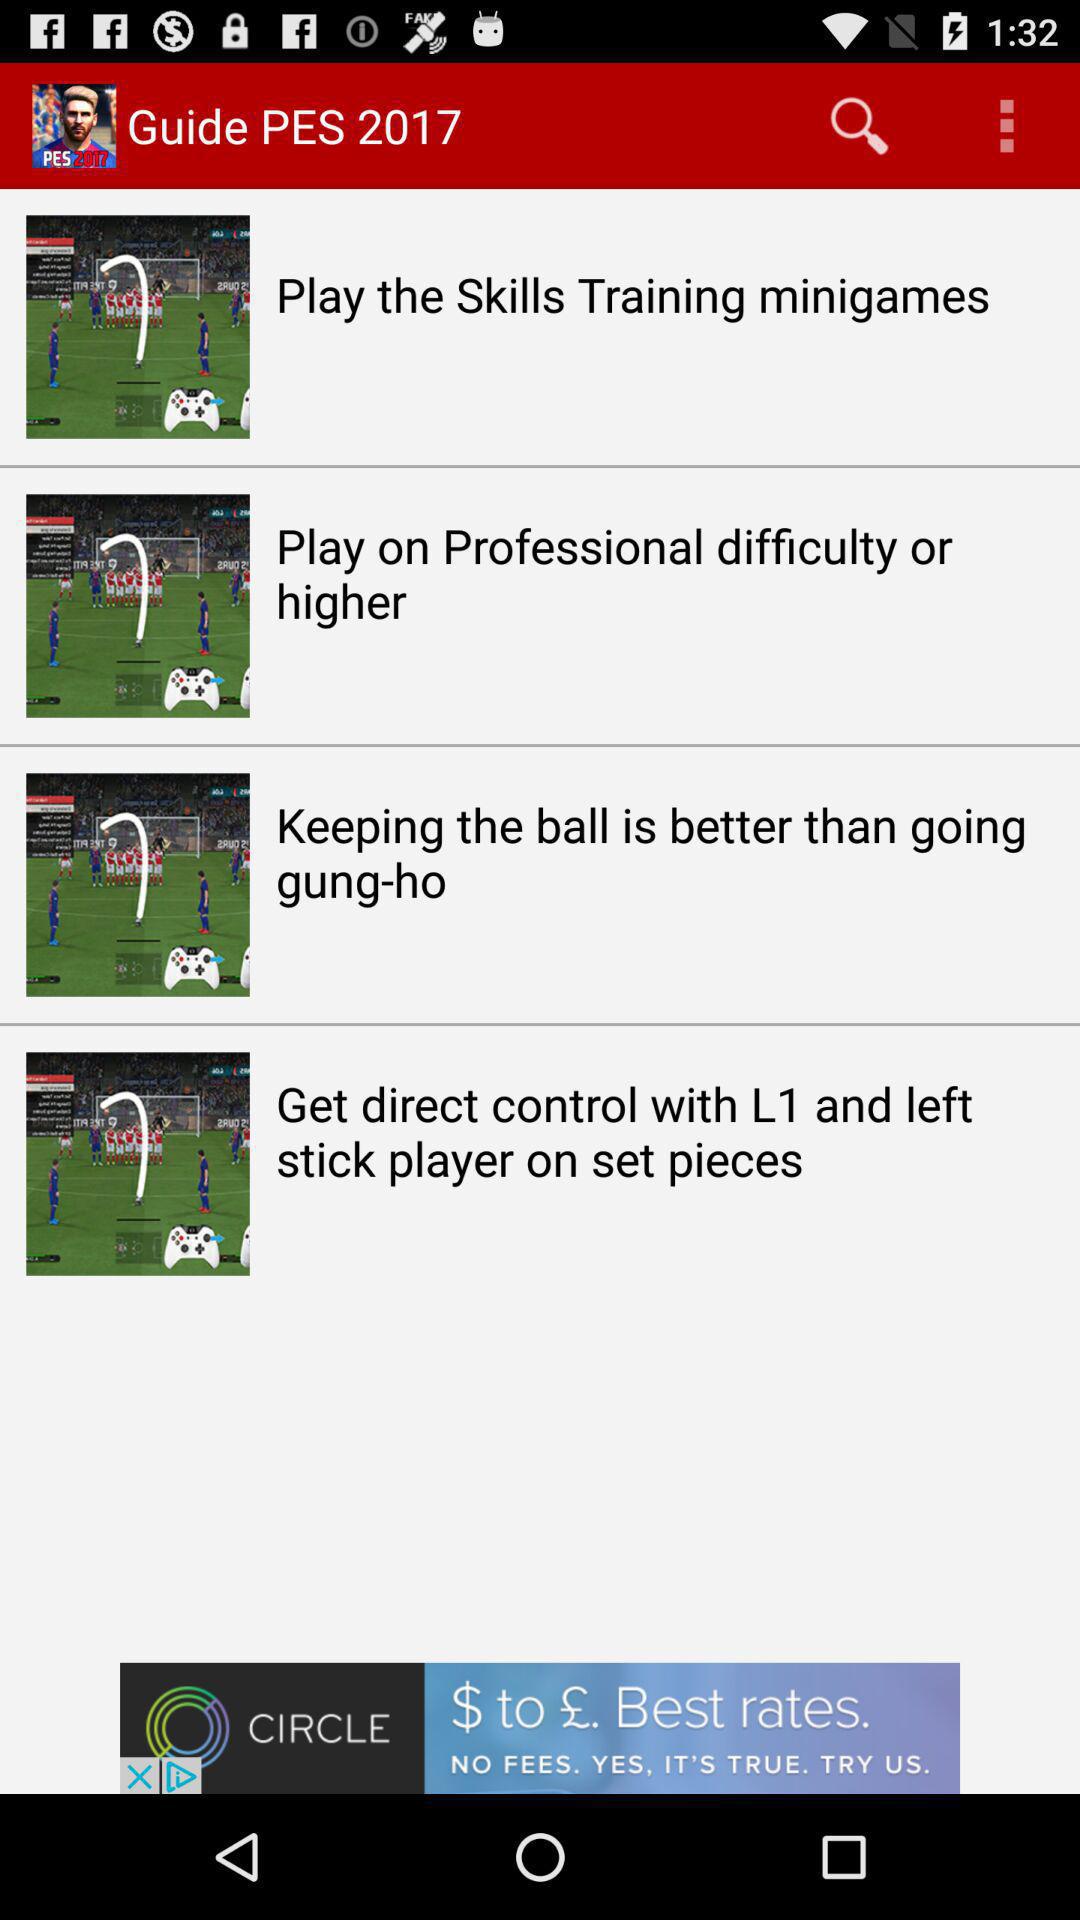 FAKE
1:32
PES 2017
Guide PES 2017
Play the Skills Training minigames
Play on Professional difficulty or
higher
Keeping the ball is better than going
gung-ho
Get direct control with L1 and left
stick player on set pieces
CIRCLE
$ to £. Best rates.
NO FEES. YES, IT'S TRUE. TRY US.